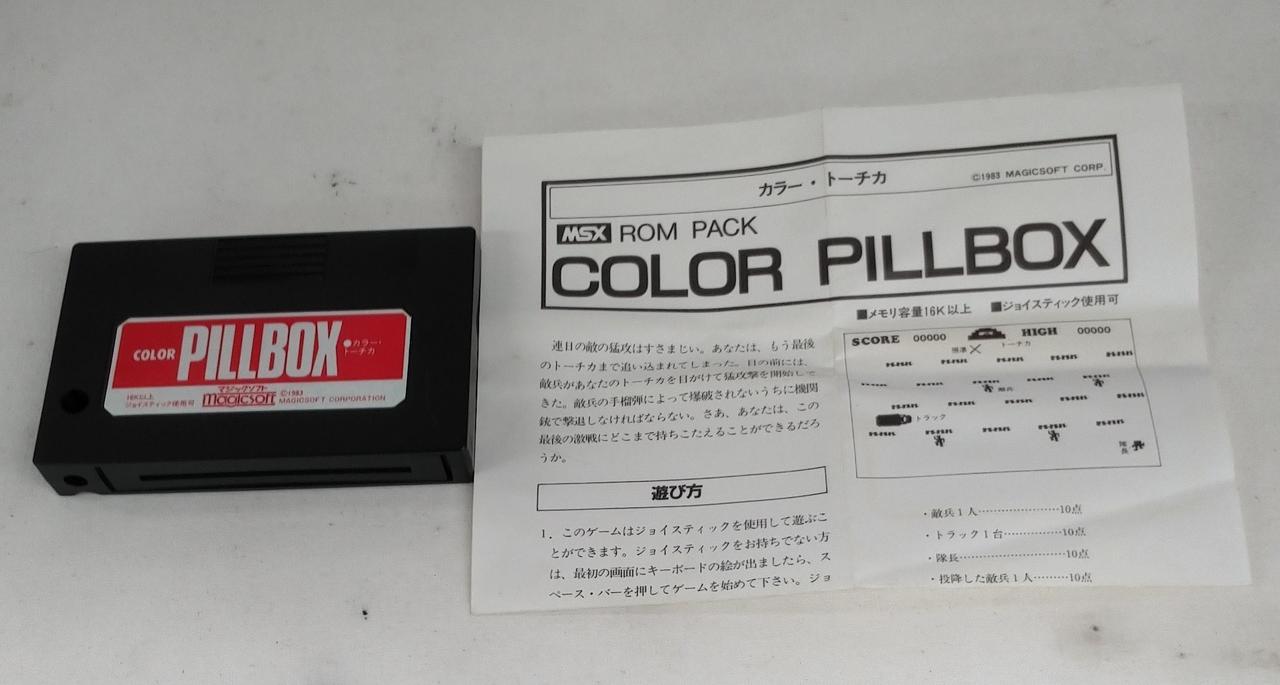 COLOR PILLBOX
●カラー・
トーチカ
16K以上
ジョイスティック使用可
マジックソフト
Magicsoft
©1983
MAGICSOFT CORPORATION
カラー・トーチカ
©1983 MAGICSOFT CORP.
MSX ROM PACK
COLOR PILLBOX
■メモリ容量16K以上 ■ジョイスティック使用可
連日の敵の猛攻はすさまじい。あなたは、もう最後
のトーチカまで追い込まれてしまった。目の前には、
敵兵があなたのトーチカを目がけて猛攻撃を開始して
きた。敵兵の手榴弾によって爆破されないうちに機関
銃で撃退しなければならない。さあ、あなたは、この
最後の激戦にどこまで持ちこたえることができるだろ
うか。
遊び方
1. このゲームはジョイスティックを使用して遊ぶこ
とができます。ジョイスティックをお持ちでない方
は、最初の画面にキーボードの絵が出ましたら、ス
ペース・バーを押してゲームを始めて下さい。ジョ
SCORE 00000 HIGH 00000
照準 トーチカ
敵兵
トラック
隊長
・敵兵1人…………………10点
・トラック1台……………10点
・隊長………………………10点
・投降した敵兵1人………10点